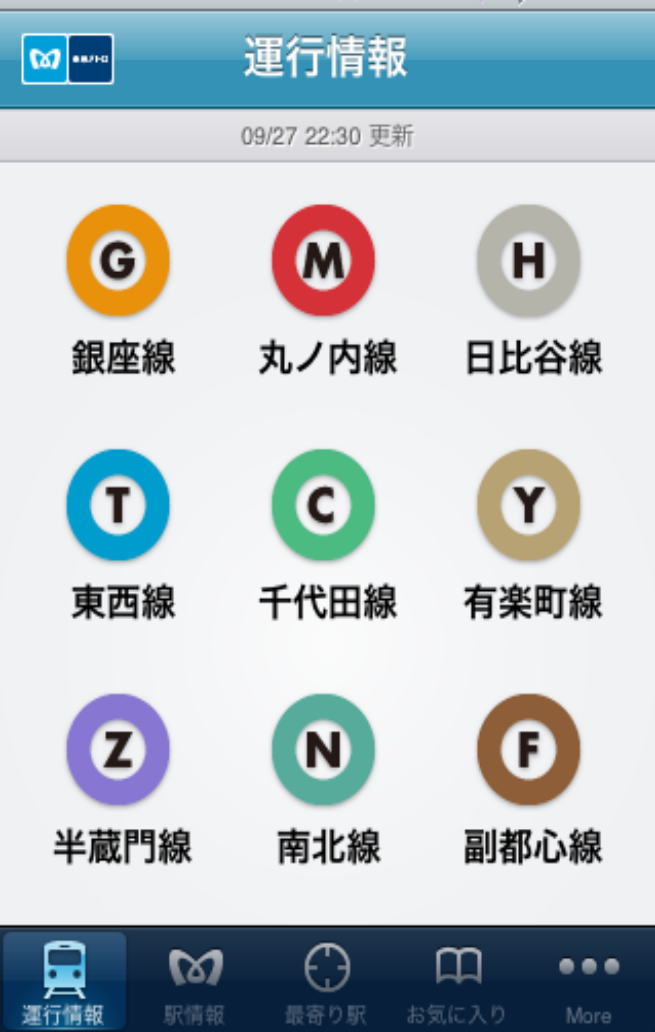 運行情報
09/27 22:30 更新
G M H
銀座線 丸ノ内線 日比谷線
T C Y
東西線 千代田線 有楽町線
Z N F
半蔵門線 南北線 副都心線
運行情報 駅情報 最寄り駅 お気に入り More